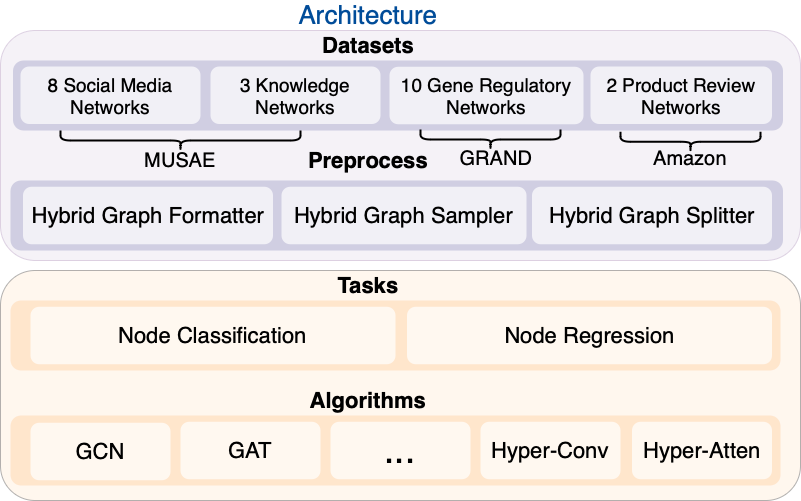 Architecture
Datasets
8 Social Media
Networks
3 Knowledge
Networks
10 Gene Regulatory
Networks
2 Product Review
Networks
MUSAE
GRAND
Amazon
Preprocess
Hybrid Graph Formatter
Hybrid Graph Sampler
Hybrid Graph Splitter
Tasks
Node Classification
Node Regression
Algorithms
GCN
GAT
...
Hyper-Conv
Hyper-Atten